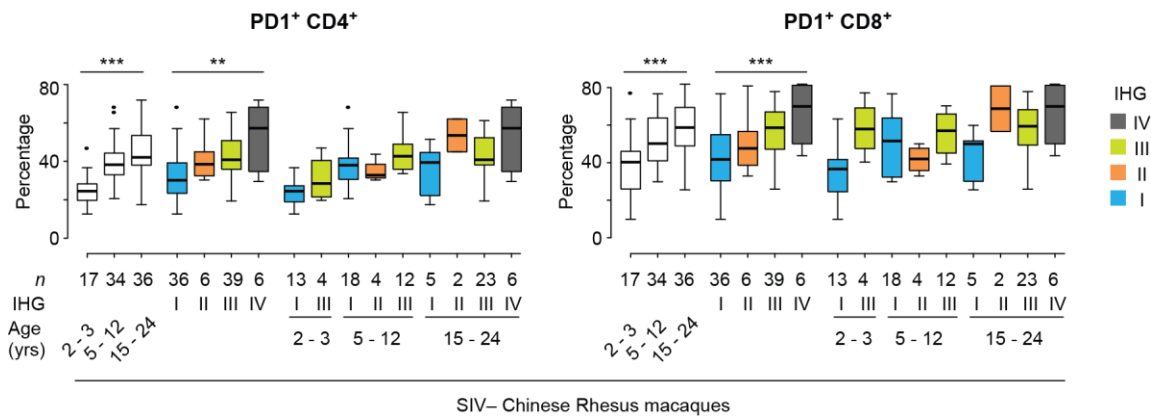 PD1+ CD4+
PD1+ CD8+
***
**
***
***
Percentage
80
40
0
Percentage
80
40
0
IHG
IV
III
II
I
n 17 34 36 36 6 39 6 13 4 18 4 12 5 2 23 6
17 34 36 36 6 39 6 13 4 18 4 12 5 2 23 6
IHG I II III IV I III I II III I II III IV
I II III IV I III I II III I II III IV
Age (yrs)
2 - 3 5 - 12 15 - 24 2 - 3 5 - 12 15 - 24
2 - 3 5 - 12 15 - 24 2 - 3 5 - 12 15 - 24
SIV– Chinese Rhesus macaques